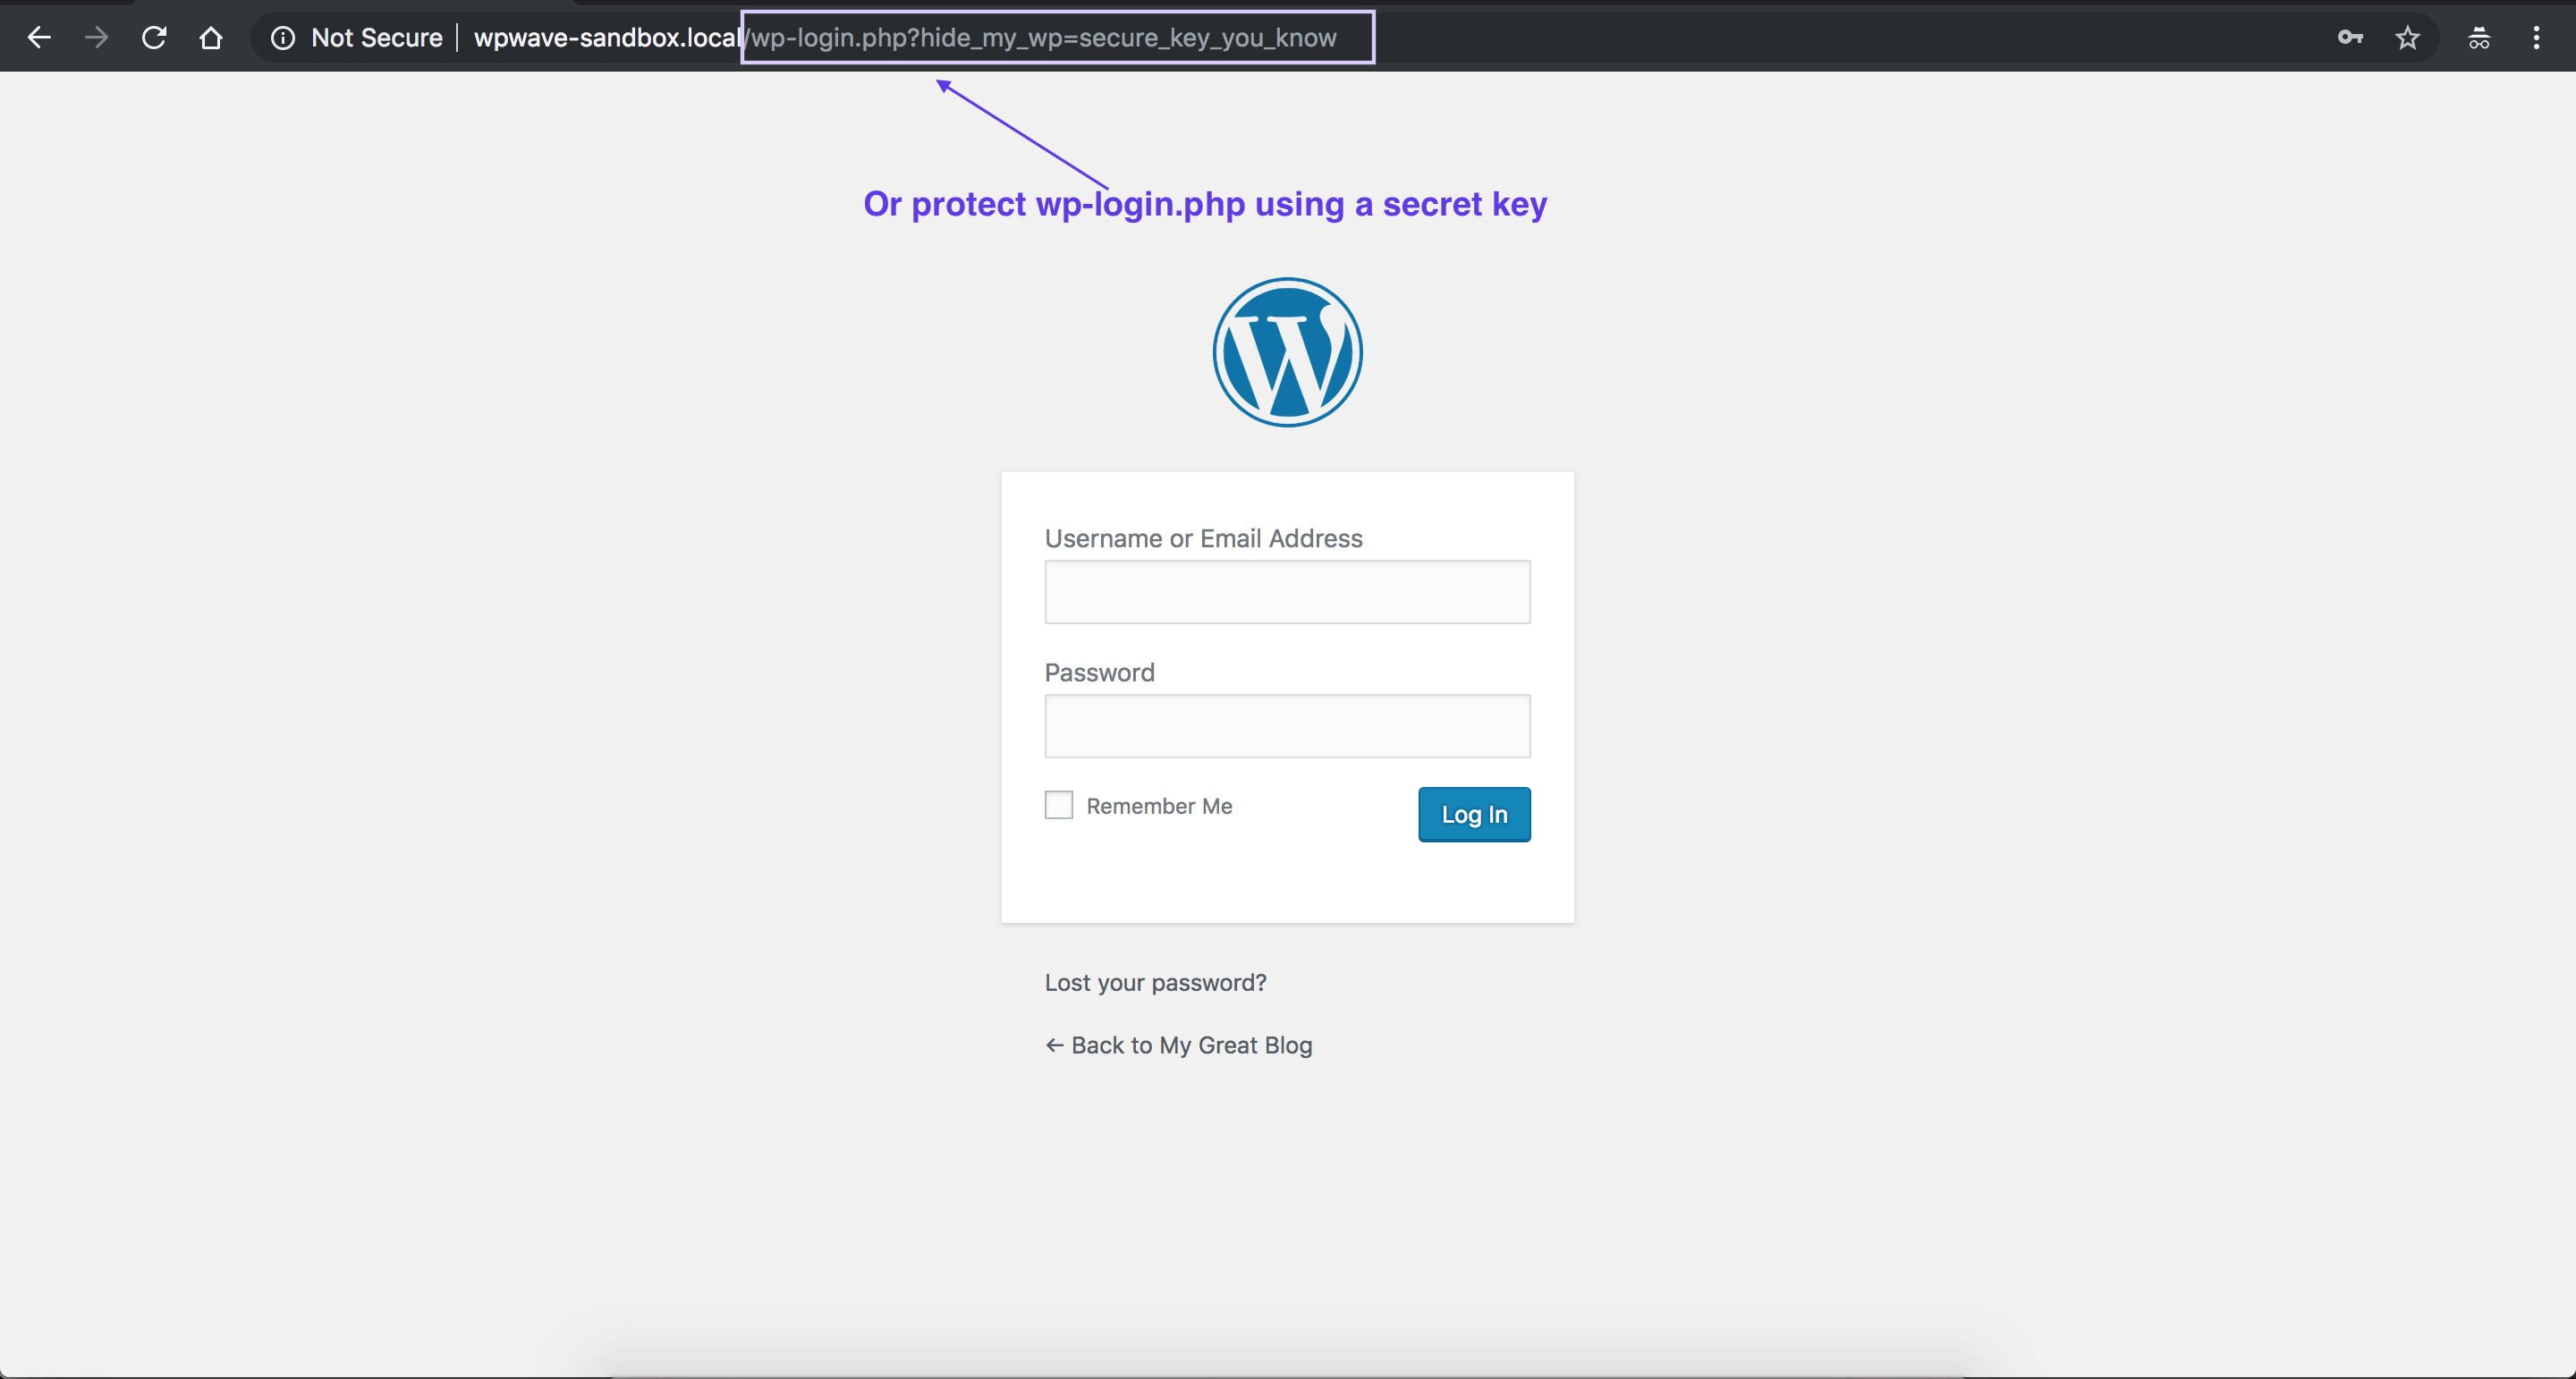 Not Secure | wpwave-sandbox.local/wp-login.php?hide_my_wp=secure_key_you_know
Or protect wp-login.php using a secret key
Username or Email Address
Password
Remember Me
Log In
Lost your password?
← Back to My Great Blog